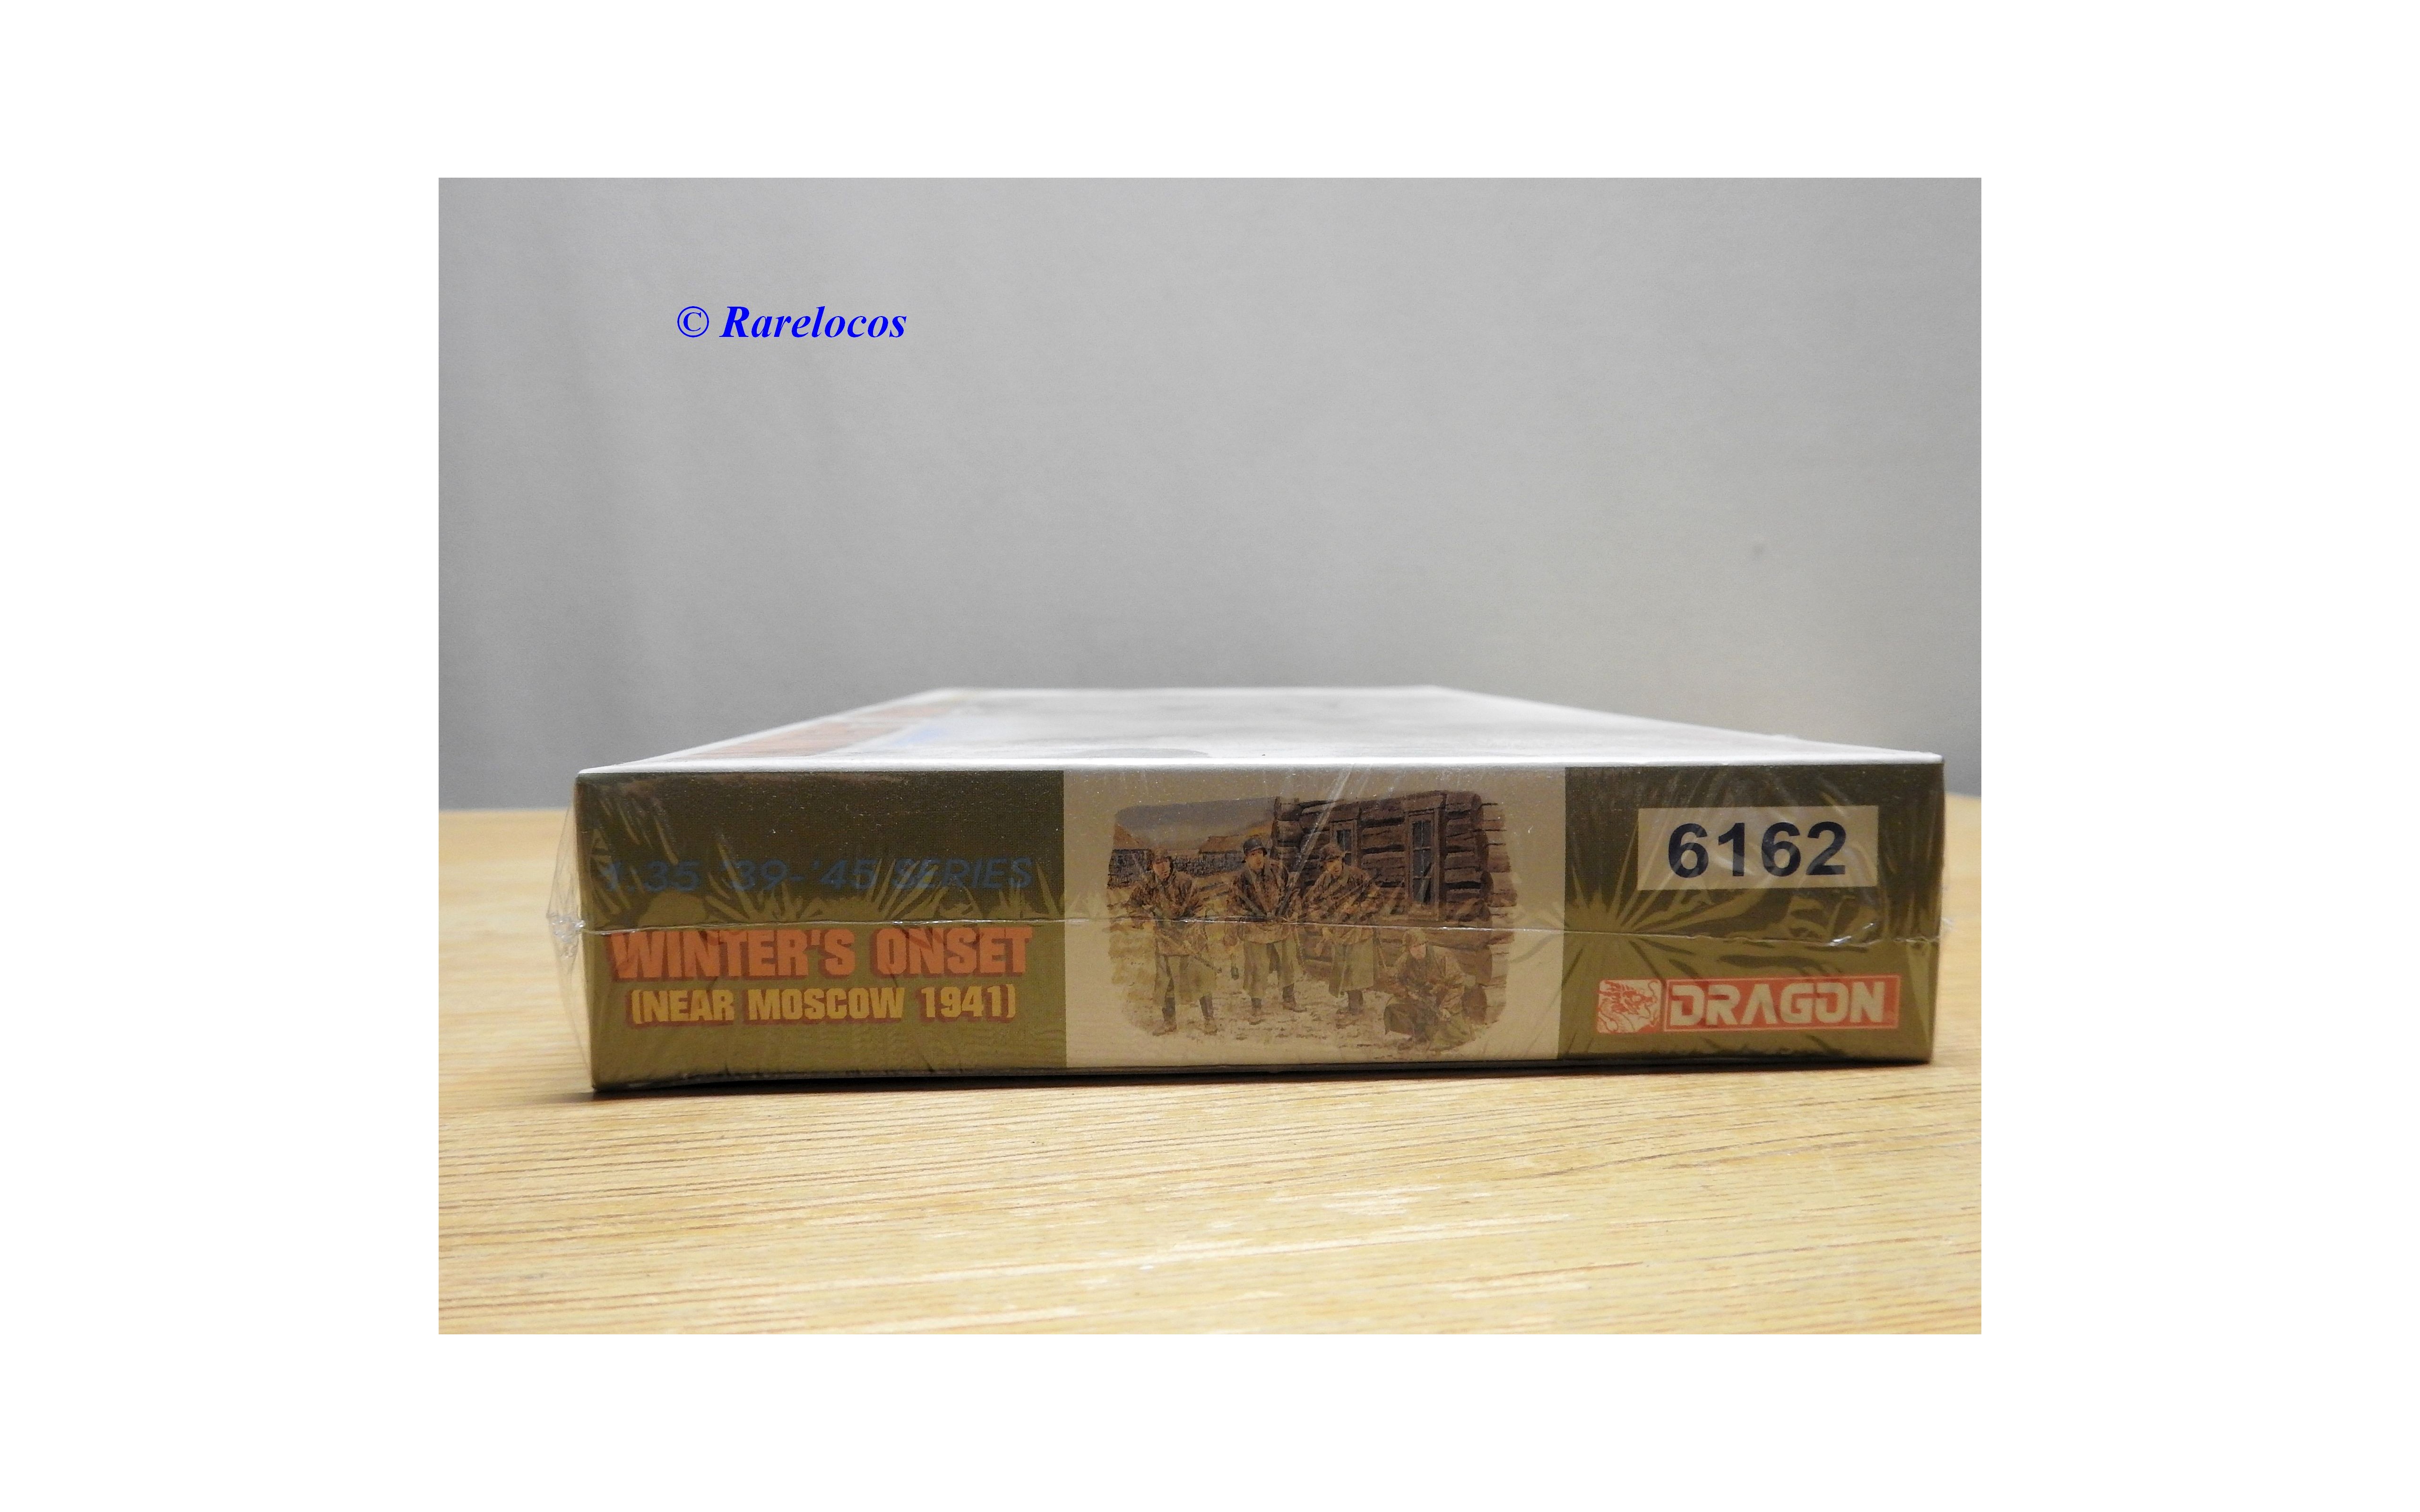 © Rarelocos
1:35 '39-'45 SERIES
WINTER'S ONSET
(NEAR MOSCOW 1941)
6162
DRAGON